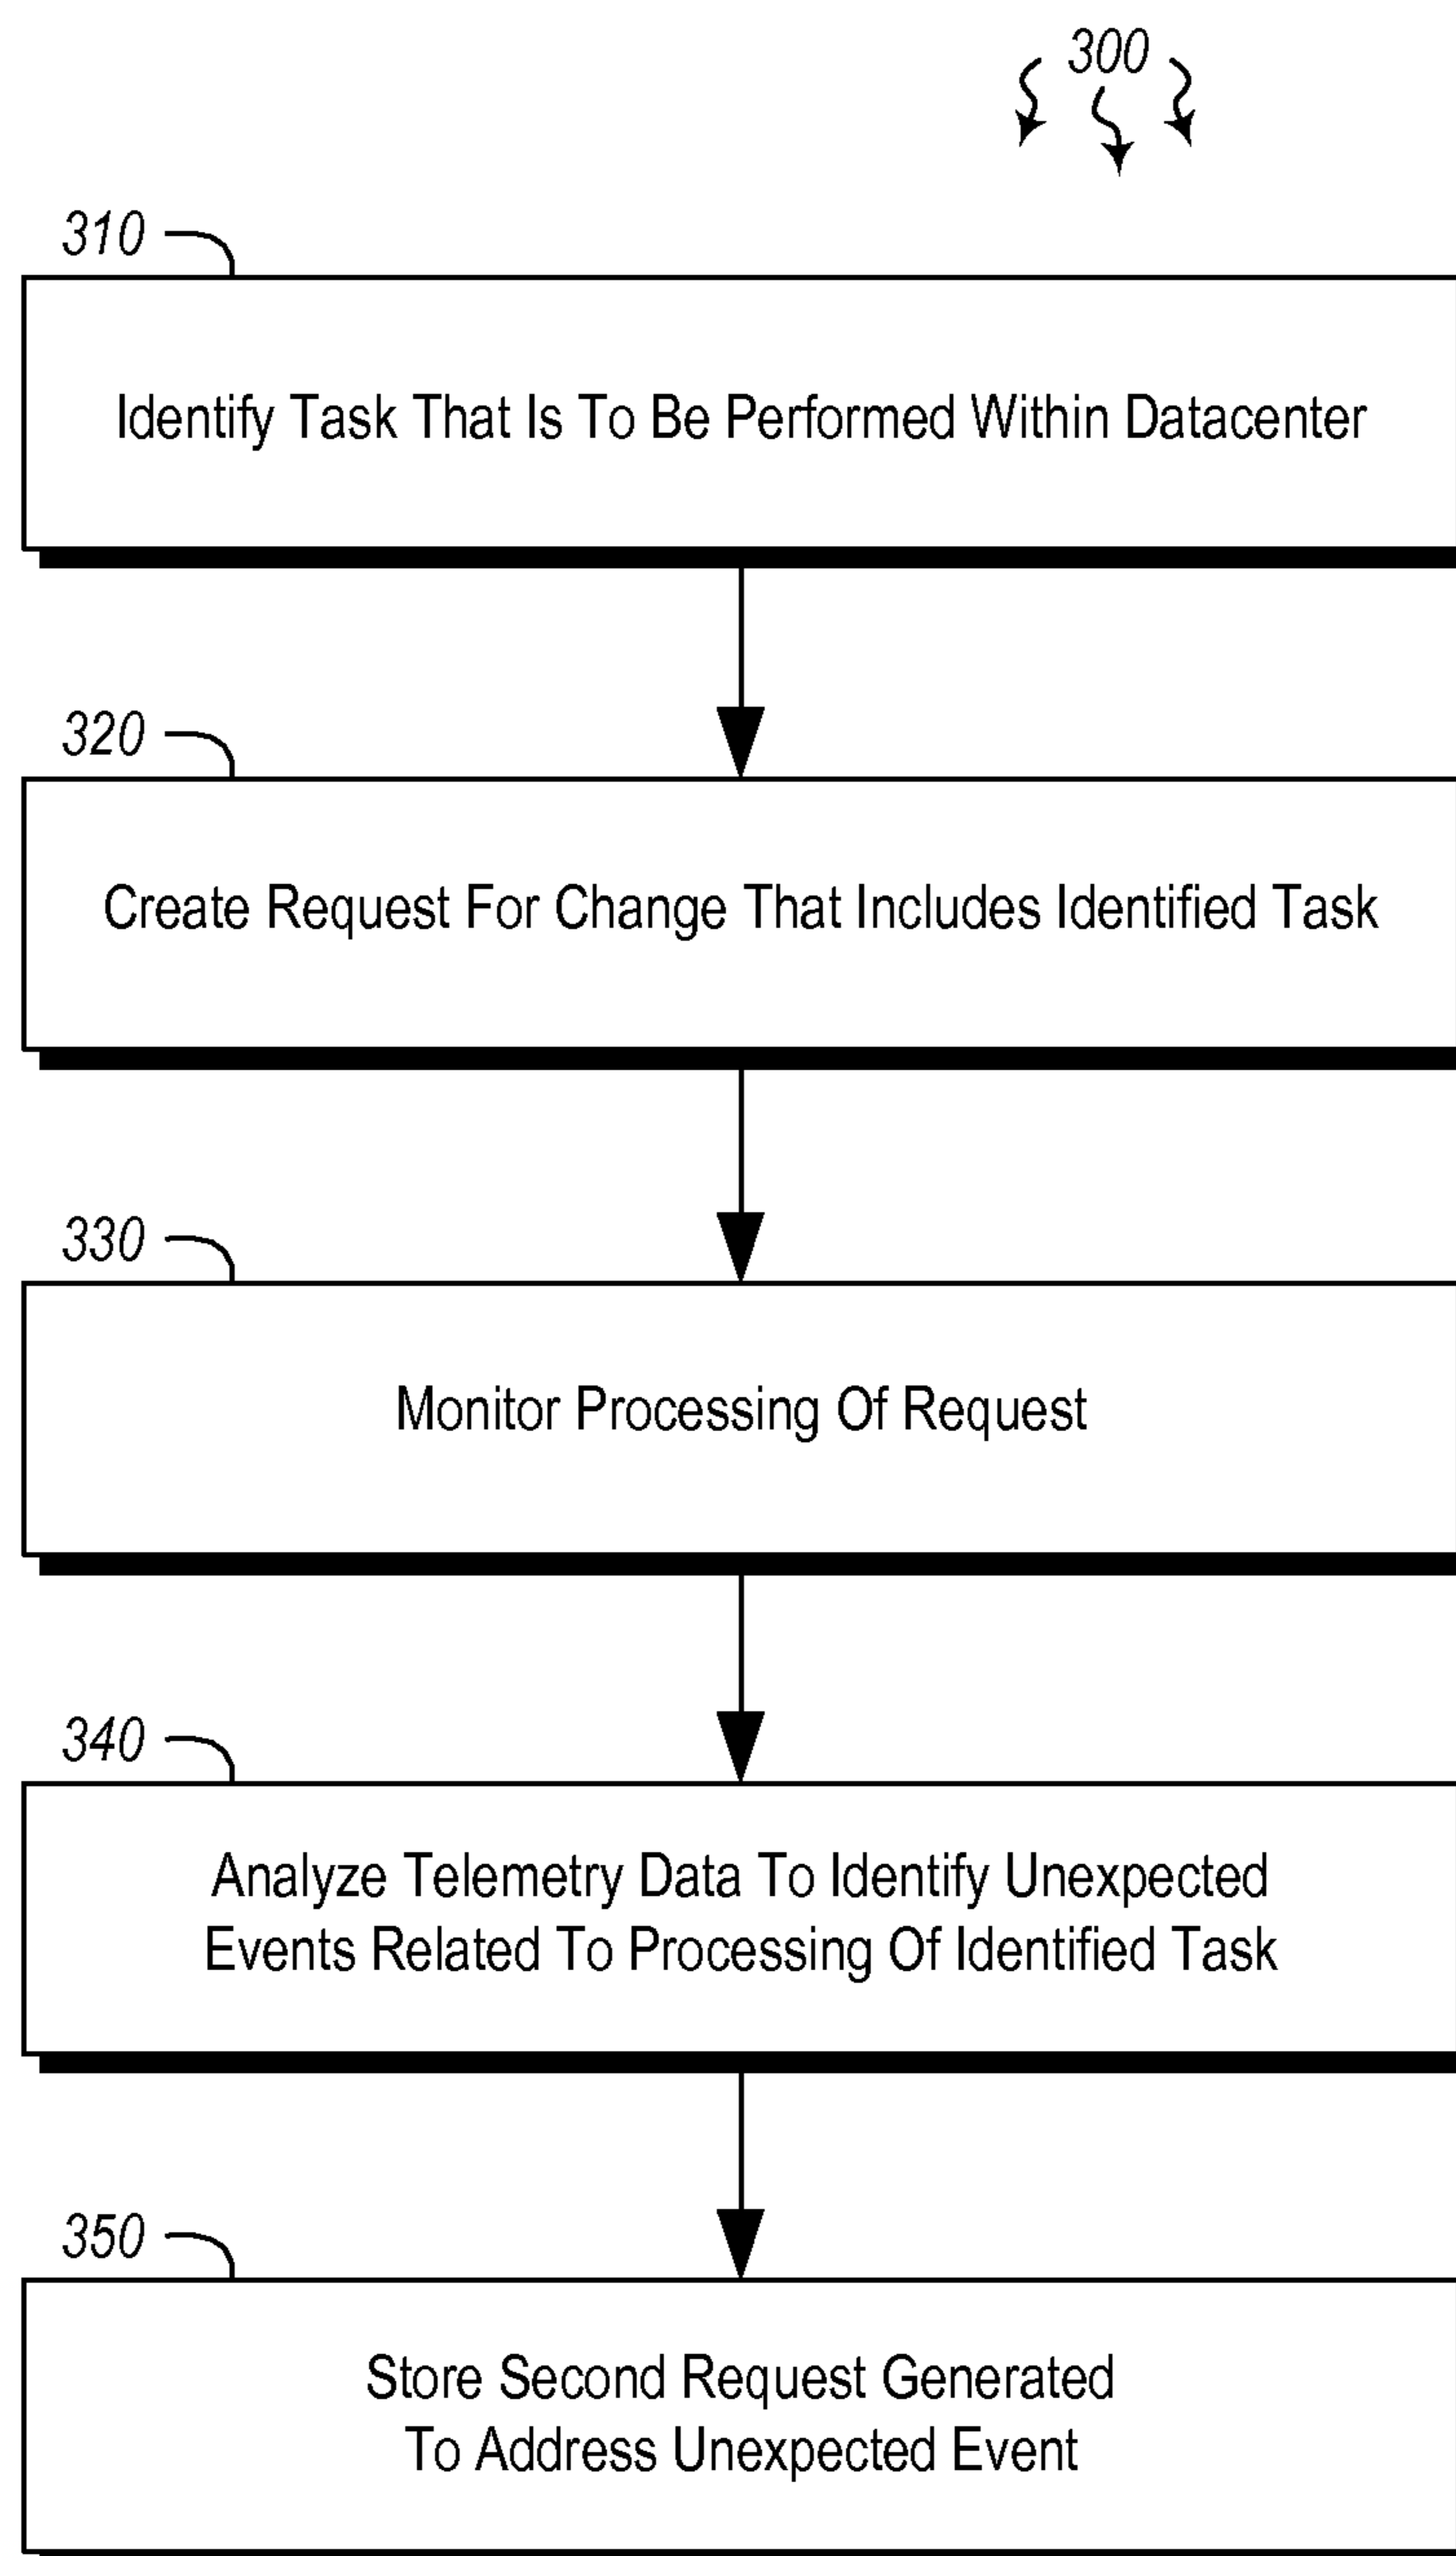 300
310
Identify Task That Is To Be Performed Within Datacenter
320
Create Request For Change That Includes Identified Task
330
Monitor Processing Of Request
340
Analyze Telemetry Data To Identify Unexpected
Events Related To Processing Of Identified Task
350
Store Second Request Generated
To Address Unexpected Event